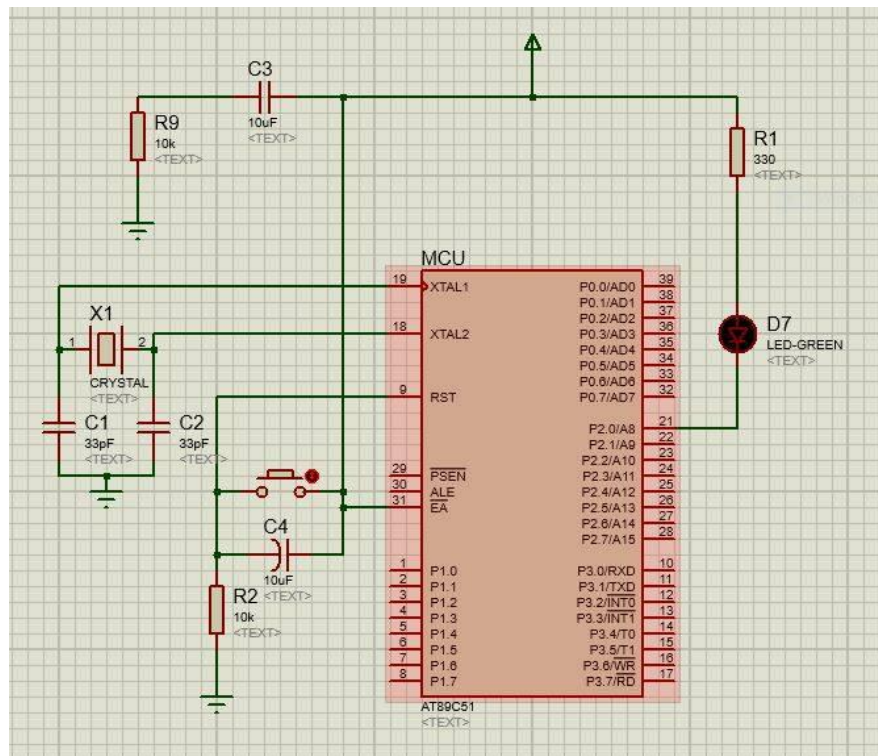 C3
10uF
<TEXT>
R9
10k
<TEXT>
R1
330
<TEXT>
MCU
19
XTAL1
18
XTAL2
9
RST
29
PSEN
30
ALE
31
EA
1
P1.0
2
P1.1
3
P1.2
4
P1.3
5
P1.4
6
P1.5
7
P1.6
8
P1.7
P0.0/AD0
39
P0.1/AD1
38
P0.2/AD2
37
P0.3/AD3
36
P0.4/AD4
35
P0.5/AD5
34
P0.6/AD6
33
P0.7/AD7
32
P2.0/A8
21
P2.1/A9
22
P2.2/A10
23
P2.3/A11
24
P2.4/A12
25
P2.5/A13
26
P2.6/A14
27
P2.7/A15
28
P3.0/RXD
10
P3.1/TXD
11
P3.2/INT0
12
P3.3/INT1
13
P3.4/T0
14
P3.5/T1
15
P3.6/WR
16
P3.7/RD
17
AT89C51
<TEXT>
X1
1
2
CRYSTAL
<TEXT>
C1
33pF
<TEXT>
C2
33pF
<TEXT>
C4
10uF
<TEXT>
R2
10k
<TEXT>
D7
LED-GREEN
<TEXT>